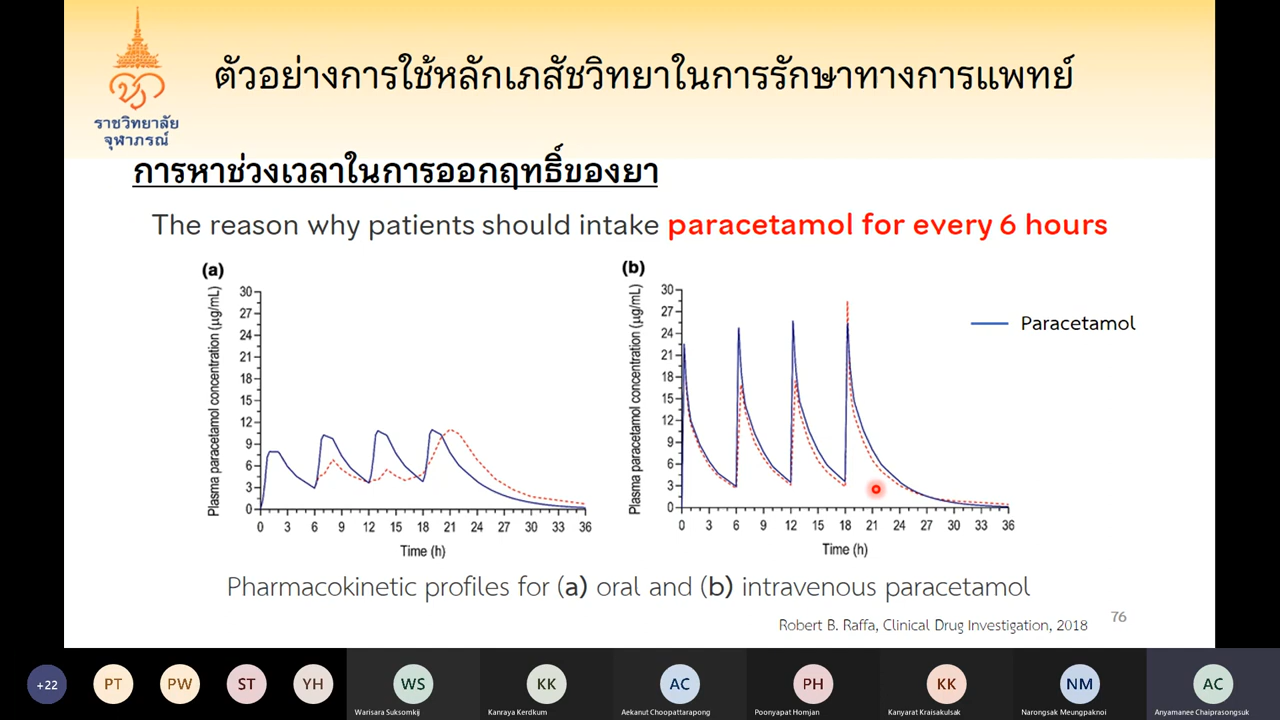 ตัวอย่างการใช้หลักเภสัชวิทยาในการรักษาทางการแพทย์
ราชวิทยาลัย
จุฬาภรณ์
การหาช่วงเวลาในการออกฤทธิ์ของยา
The reason why patients should intake paracetamol for every 6 hours
(a)
Plasma paracetamol concentration (μg/mL)
30
27
24
21
18
15
12
9
6
3
0
0 3 6 9 12 15 18 21 24 27 30 33 36
Time (h)
(b)
Plasma paracetamol concentration (μg/mL)
30
27
24
21
18
15
12
9
6
3
0
0 3 6 9 12 15 18 21 24 27 30 33 36
Time (h)
Paracetamol
Pharmacokinetic profiles for (a) oral and (b) intravenous paracetamol
Robert B. Raffa, Clinical Drug Investigation, 2018
76
+22 PT PW ST YH WS KK AC PH KK NM AC
Warisara Suksomkij Kanraya Kerdkum Aekanut Choopattarapong Poonyapat Homjan Kanyarat Kraisakulsak Narongsak Meungpaknoi Anyamanee Chaiprasongsuk